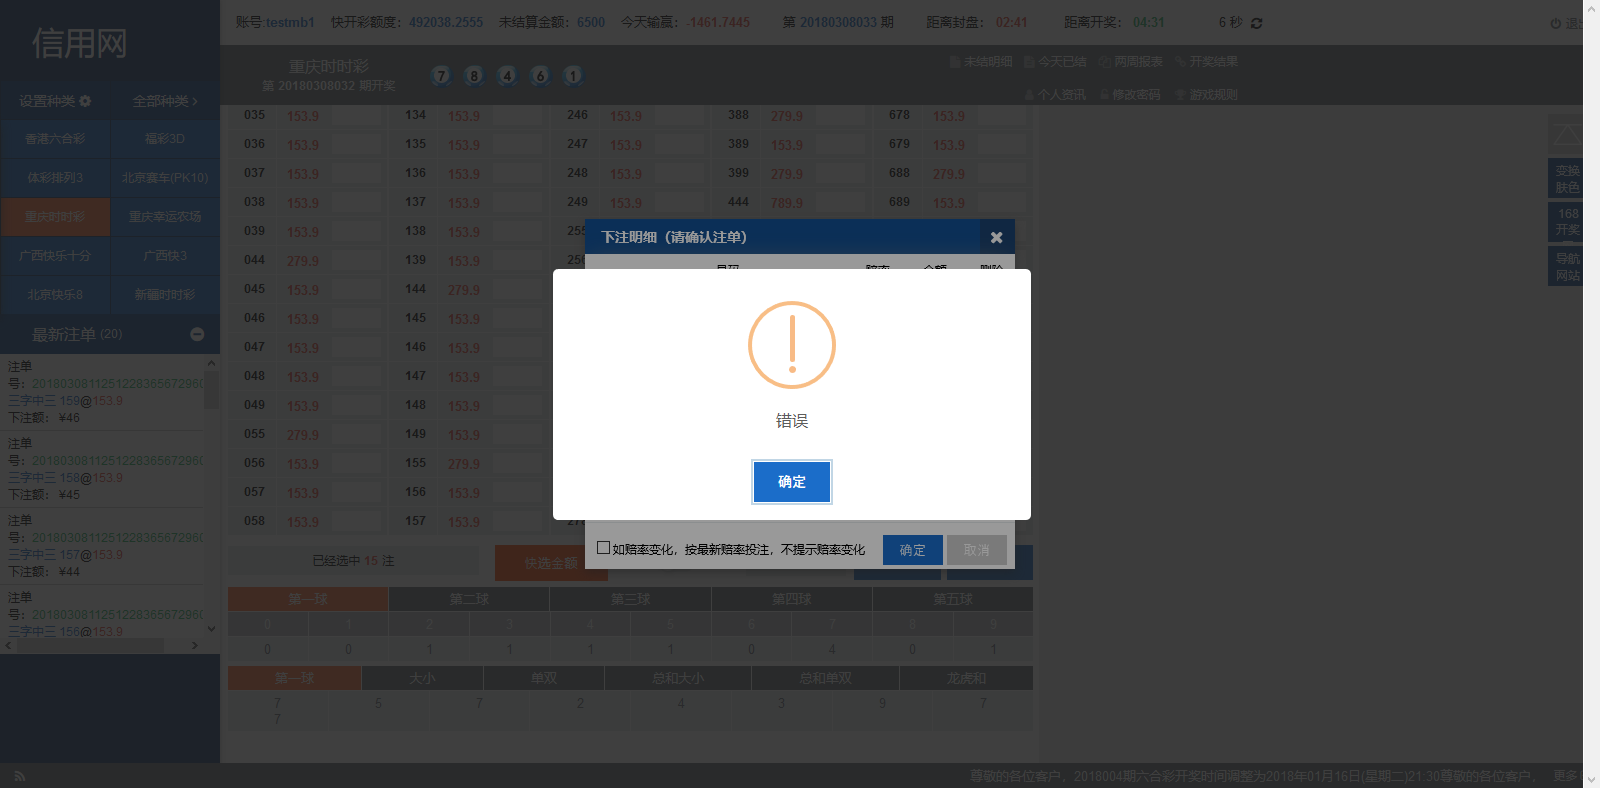 账号:testmb1 快开彩额度：492038.2555 未结算金额：6500 今天输赢：-1461.7445 第 20180308033 期 距离封盘： 02:41 距离开奖： 04:31 6 秒
信用网
重庆时时彩
第 20180308032 期开奖
7 8 4 6 1
未结明细 今天已结 两周报表 开奖结果
个人资讯 修改密码 游戏规则
设置种类 全部种类
香港六合彩 福彩3D
体彩排列3 北京赛车(PK10)
重庆时时彩 重庆幸运农场
广西快乐十分 广西快3
北京快乐8 新疆时时彩
最新注单 (20)
注单
号：2018030811251228365672960
三字中三 159@153.9
下注额： ¥46
注单
号：2018030811251228365672960
三字中三 158@153.9
下注额： ¥45
注单
号：2018030811251228365672960
三字中三 157@153.9
下注额： ¥44
注单
号：2018030811251228365672960
三字中三 156@153.9
035 153.9 134 153.9 246 153.9 388 279.9 678 153.9
036 153.9 135 153.9 247 153.9 389 153.9 679 153.9
037 153.9 136 153.9 248 153.9 399 279.9 688 279.9
038 153.9 137 153.9 249 153.9 444 789.9 689 153.9
039 153.9 138 153.9
044 279.9 139 153.9
045 153.9 144 279.9
046 153.9 145 153.9
047 153.9 146 153.9
048 153.9 147 153.9
049 153.9 148 153.9
055 279.9 149 153.9
056 153.9 155 279.9
057 153.9 156 153.9
058 153.9 157 153.9
下注明细（请确认注单）
号码 赔率 金额 删除
错误
确定
如赔率变化，按最新赔率投注，不提示赔率变化 确定 取消
已经选中 15 注 快选金额
第一球 第二球 第三球 第四球 第五球
0 1 2 3 4 5 6 7 8 9
0 0 1 1 1 1 0 4 0 1
第一球 大小 单双 总和大小 总和单双 龙虎和
7 5 7 2 4 3 9 7
7
变换
肤色
168
开奖
导航
网站
尊敬的各位客户，2018004期六合彩开奖时间调整为2018年01月16日(星期二)21:30尊敬的各位客户， 更多